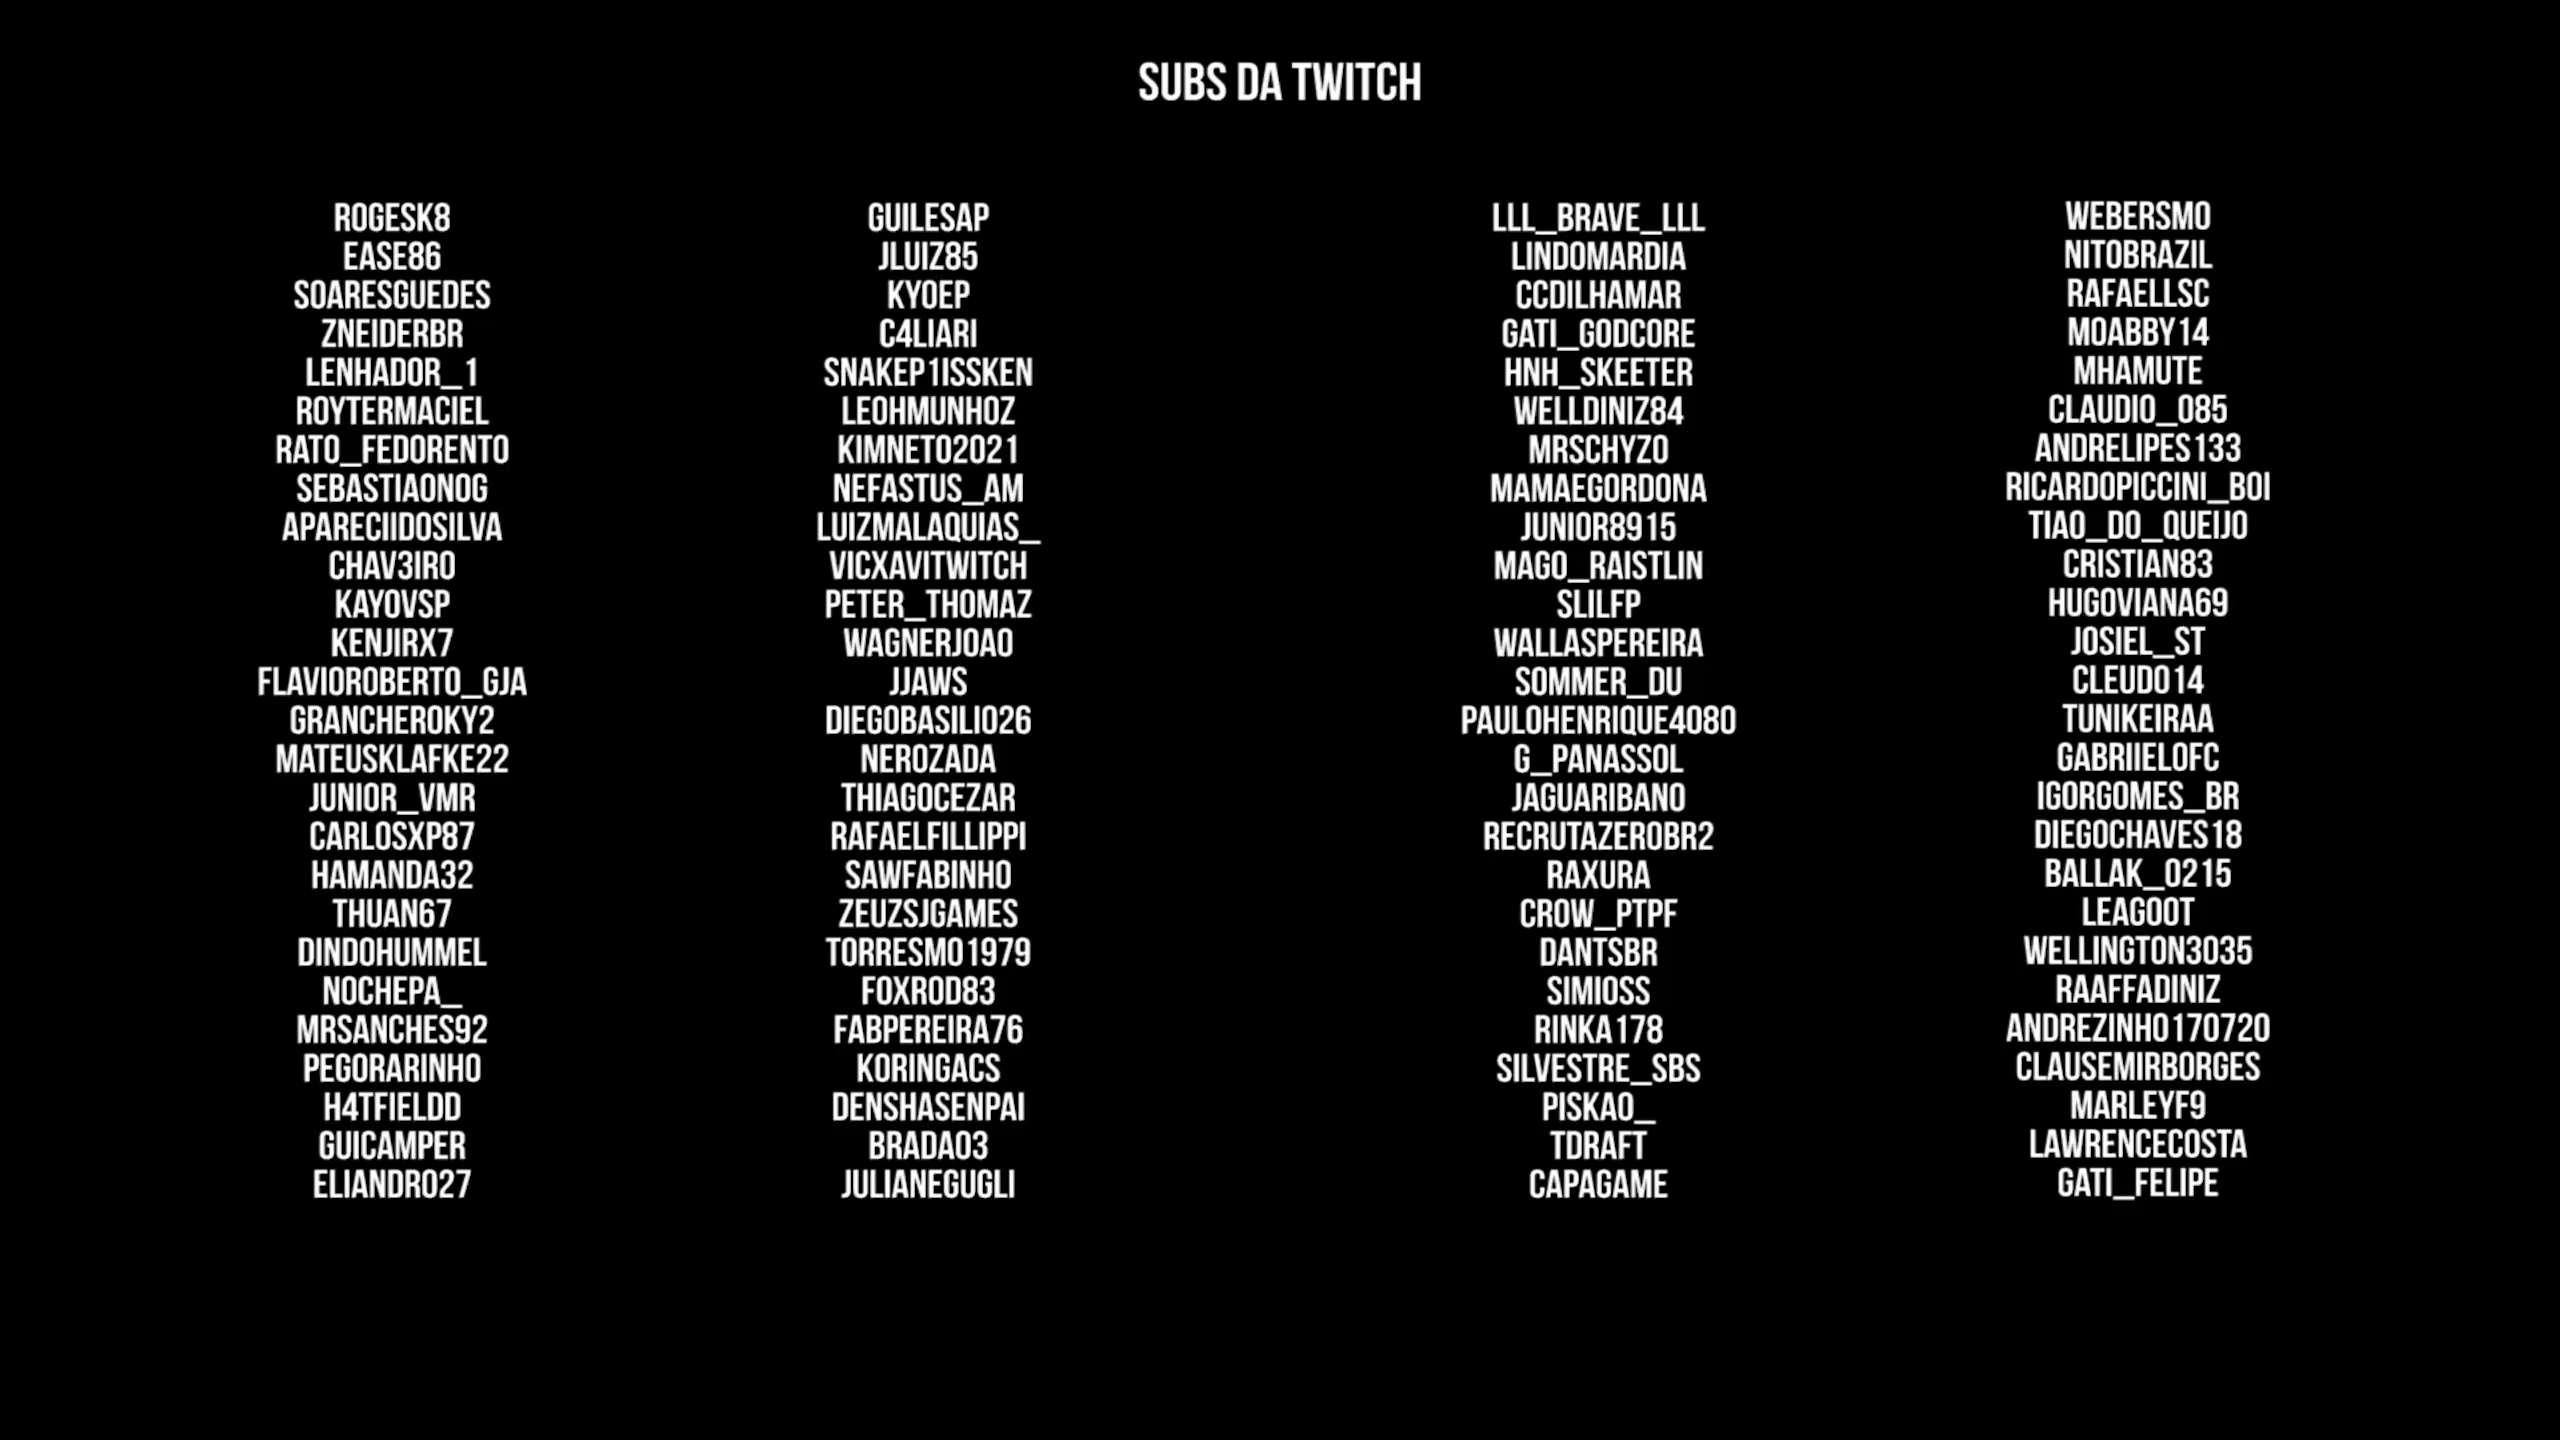 SUBS DA TWITCH
ROGESK8
EASE86
SOARESGUEDES
ZNEIDERBR
LENHADOR_1
ROYTERMACIEL
RATO_FEDORENTO
SEBASTIAONOG
APARECIIDOSILVA
CHAV3IRO
KAYOVSP
KENJIRX7
FLAVIOROBERTO_GJA
GRANCHEROKY2
MATEUSKLAFKE22
JUNIOR_VMR
CARLOSXP87
HAMANDA32
THUAN67
DINDOHUMMEL
NOCHEPA_
MRSANCHES92
PEGORARINHO
H4TFIELDD
GUICAMPER
ELIANDRO27
GUILESAP
JLUIZ85
KYOEP
C4LIARI
SNAKEP1ISSKEN
LEOHMUNHOZ
KIMNETO2021
NEFASTUS_AM
LUIZMALAQUIAS_
VICXAVITWITCH
PETER_THOMAZ
WAGNERJOAO
JJAWS
DIEGOBASILIO26
NEROZADA
THIAGOCEZAR
RAFAELFILLIPPI
SAWFABINHO
ZEUZSJGAMES
TORRESMO1979
FOXROD83
FABPEREIRA76
KORINGACS
DENSHASENPAI
BRADAO3
JULIANEGUGLI
LLL_BRAVE_LLL
LINDOMARDIA
CCDILHAMAR
GATI_GODCORE
HNH_SKEETER
WELLDINIZ84
MRSCHYZO
MAMAEGORDONA
JUNIOR8915
MAGO_RAISTLIN
SLILFP
WALLASPEREIRA
SOMMER_DU
PAULOHENRIQUE4080
G_PANASSOL
JAGUARIBANO
RECRUTAZEROBR2
RAXURA
CROW_PTPF
DANTSBR
SIMIOSS
RINKA178
SILVESTRE_SBS
PISKAO_
TDRAFT
CAPAGAME
WEBERSMO
NITOBRAZIL
RAFAELLSC
MOABBY14
MHAMUTE
CLAUDIO_085
ANDRELIPES133
RICARDOPICCINI_BOI
TIAO_DO_QUEIJO
CRISTIAN83
HUGOVIANA69
JOSIEL_ST
CLEUDO14
TUNIKEIRAA
GABRIIELOFC
IGORGOMES_BR
DIEGOCHAVES18
BALLAK_0215
LEAGOOT
WELLINGTON3035
RAAFFADINIZ
ANDREZINHO170720
CLAUSEMIRBORGES
MARLEYF9
LAWRENCECOSTA
GATI_FELIPE